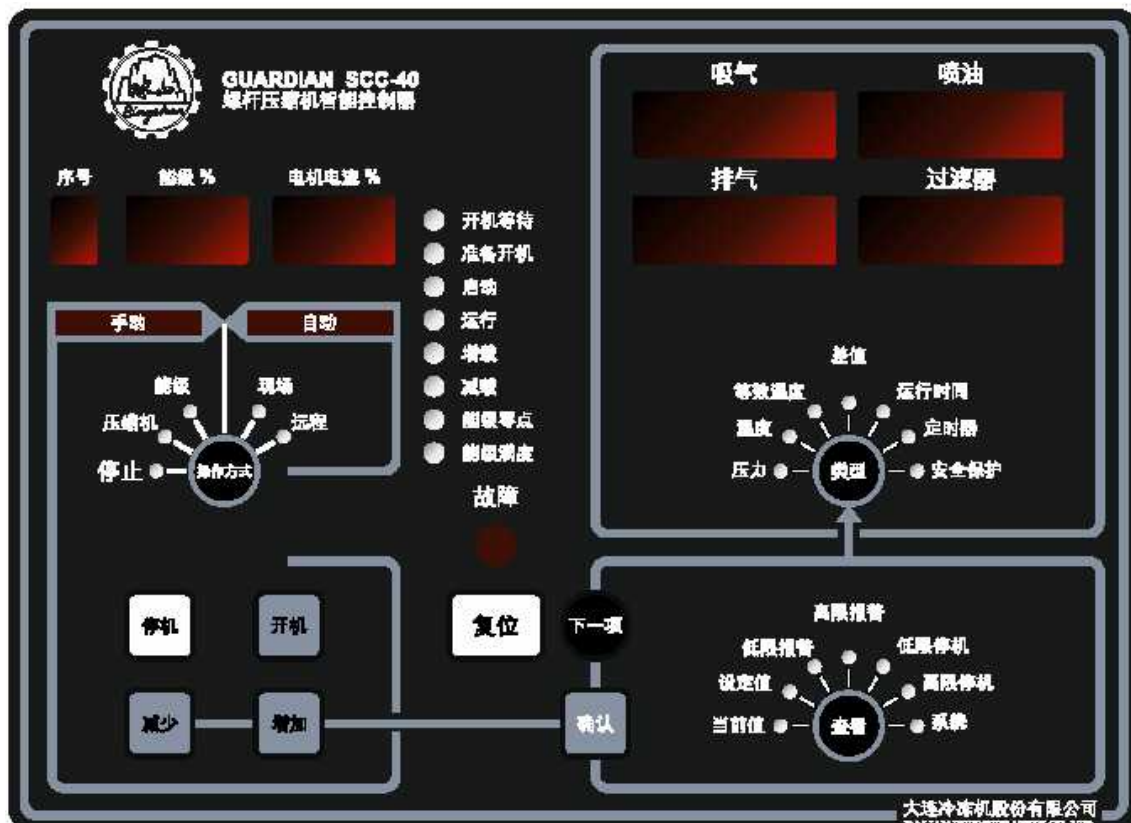 GUARDIAN SCC-40
螺杆压缩机智能控制器
吸气
喷油
排气
过滤器
序号
能级 %
电机电流 %
开机等待
准备开机
启动
运行
增载
减载
能级零点
能级满度
故障
手动
自动
能级
现场
压缩机
远程
停止
操作方式
差值
等效温度
运行时间
温度
定时器
压力
类型
安全保护
停机
开机
复位
下一项
减少
增加
确认
高限报警
低限报警
低限停机
设定值
高限停机
当前值
查看
系统
大连冷冻机股份有限公司